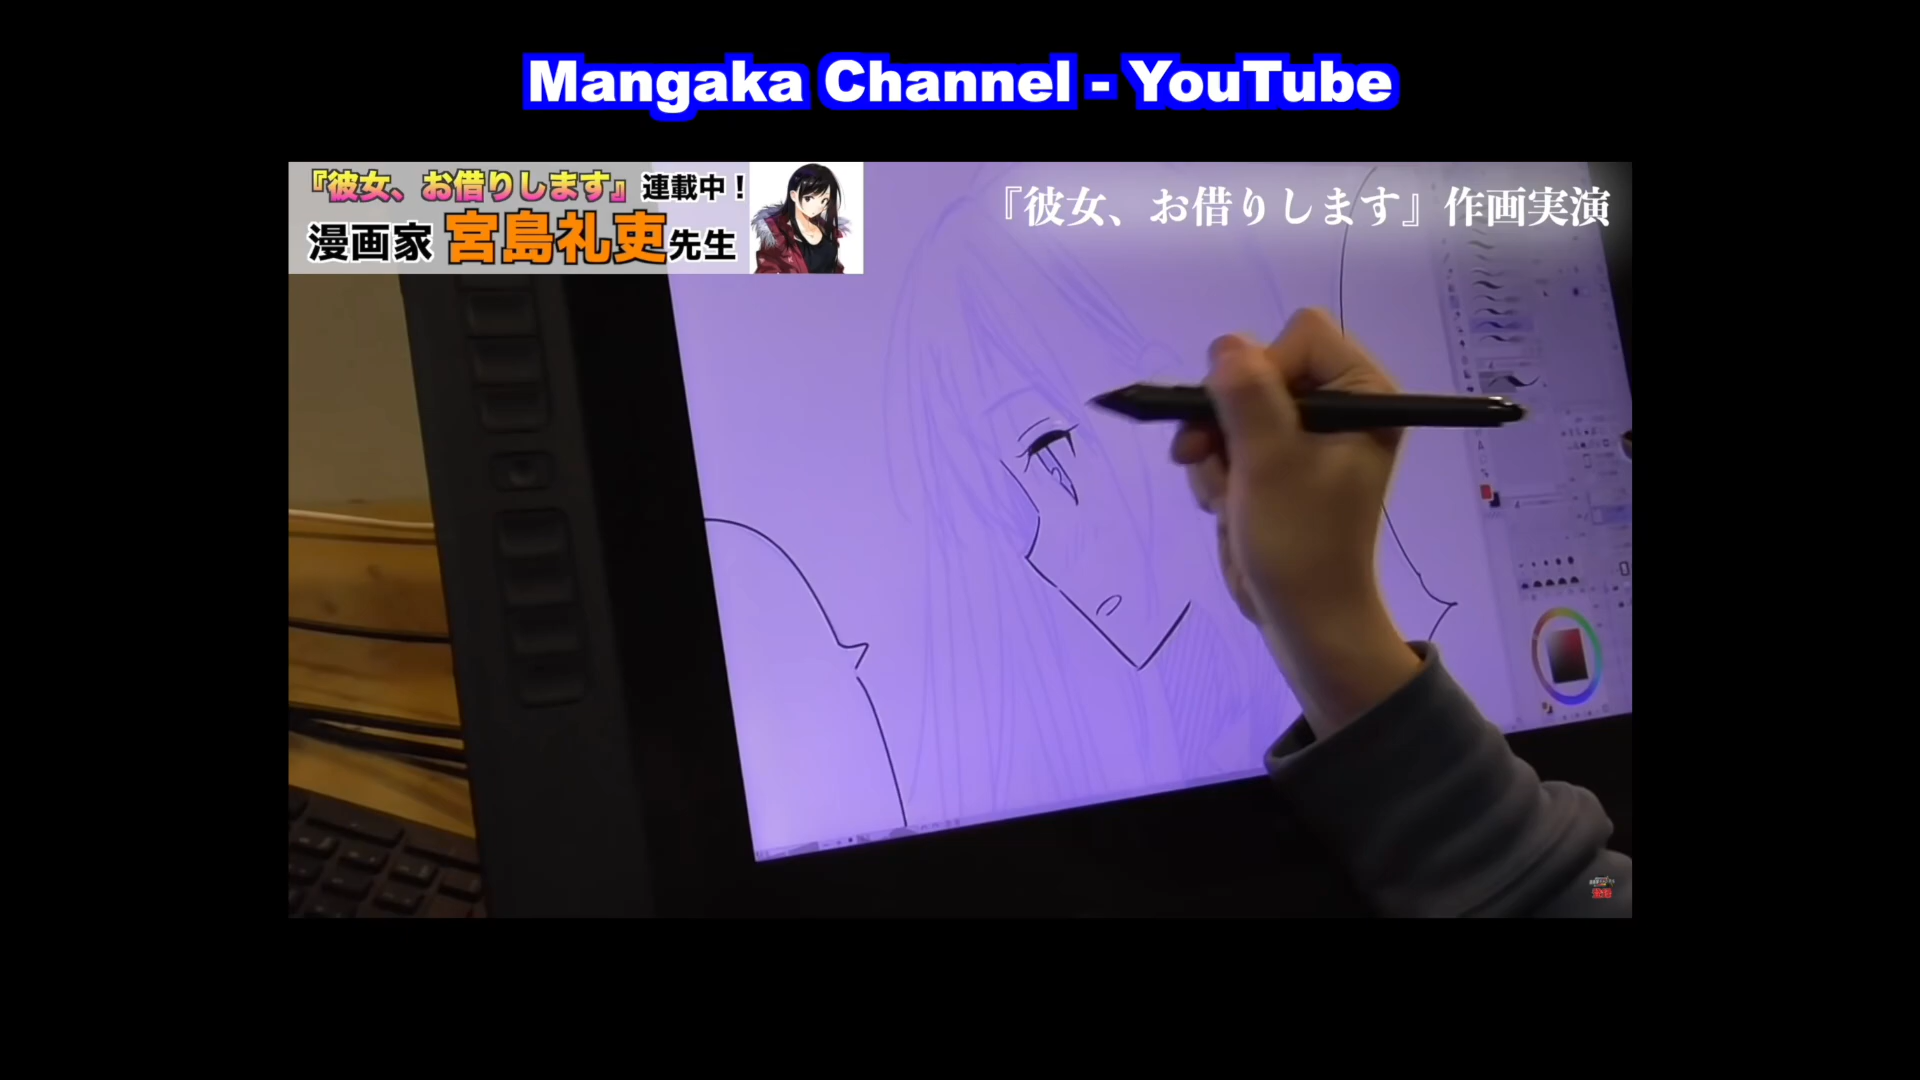 Mangaka Channel - YouTube
『彼女、お借りします』連載中！
漫画家 宮島礼吏先生
『彼女、お借りします』作画実演